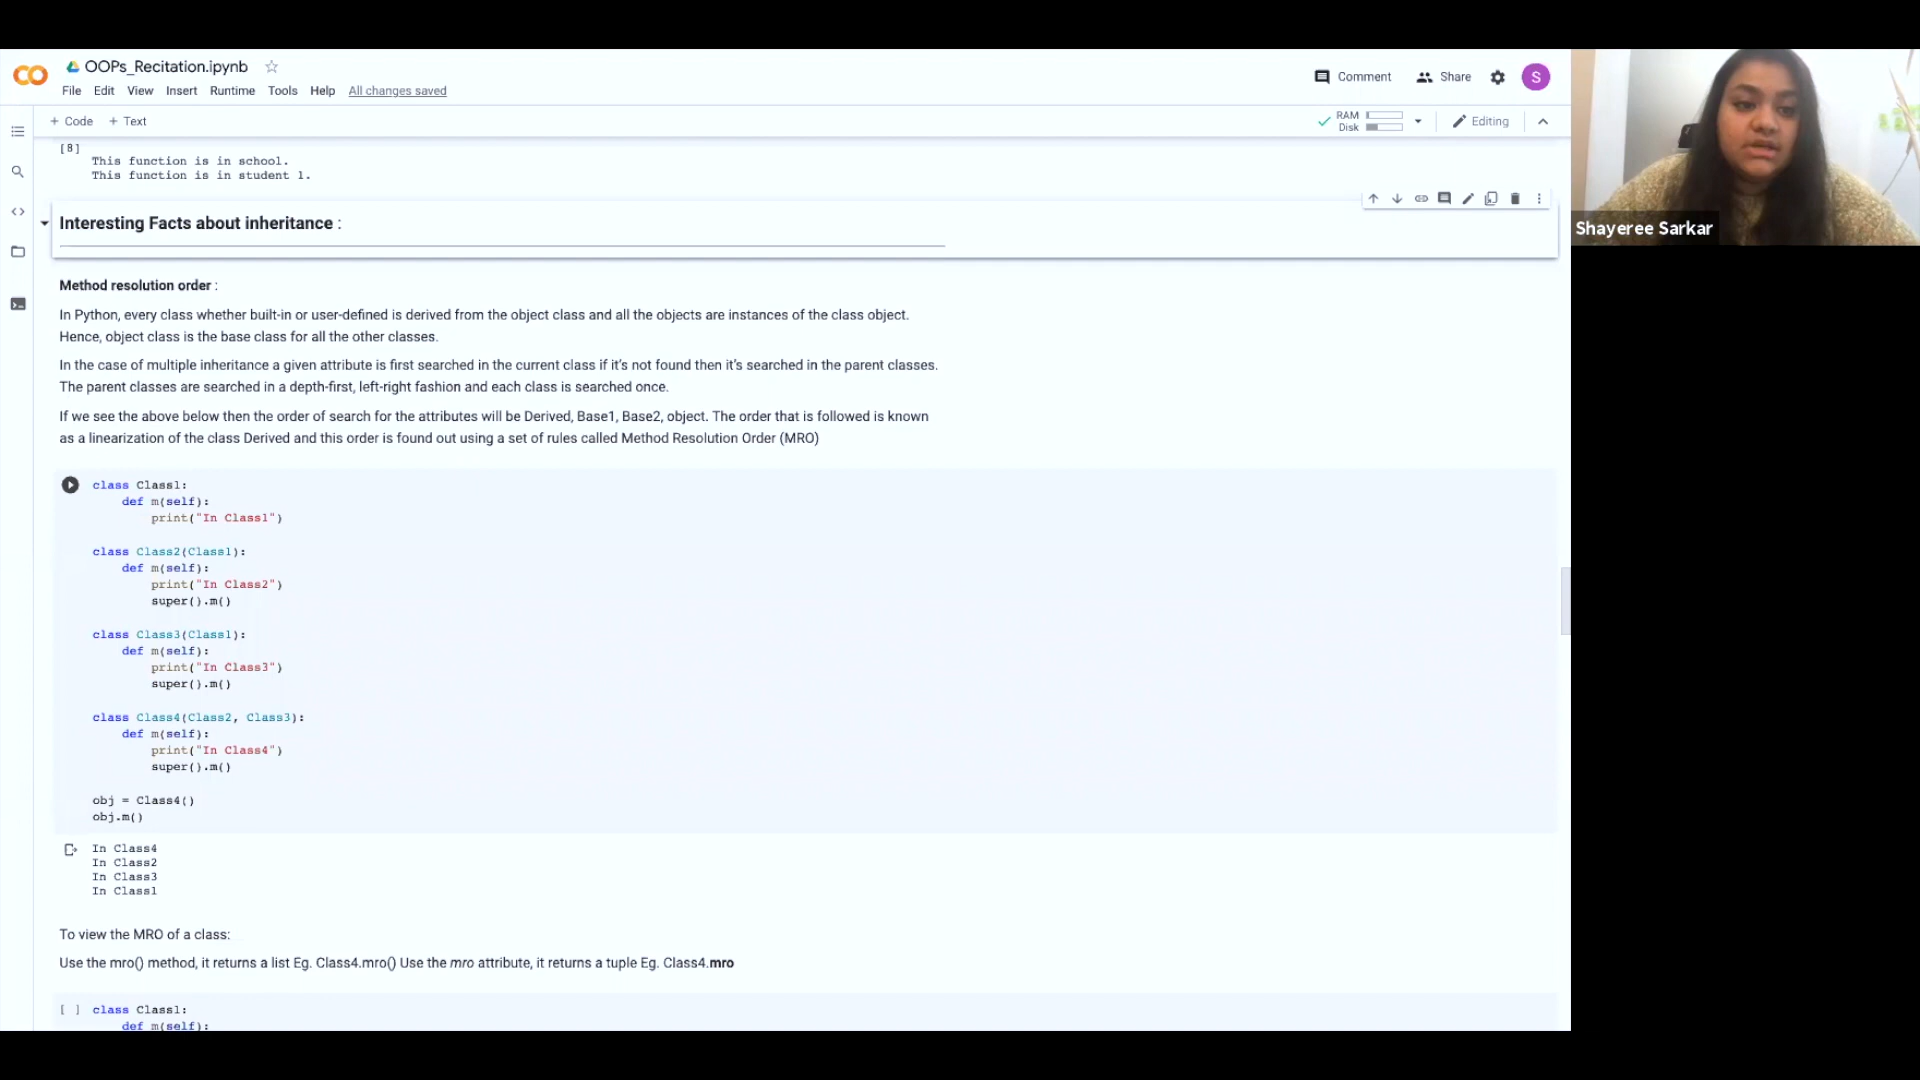 OOPs_Recitation.ipynb
Comment Share S
File Edit View Insert Runtime Tools Help All changes saved
+ Code + Text
RAM
Disk
Editing
[8]
This function is in school.
This function is in student 1.
Interesting Facts about inheritance :
Method resolution order :
In Python, every class whether built-in or user-defined is derived from the object class and all the objects are instances of the class object.
Hence, object class is the base class for all the other classes.
In the case of multiple inheritance a given attribute is first searched in the current class if it's not found then it's searched in the parent classes.
The parent classes are searched in a depth-first, left-right fashion and each class is searched once.
If we see the above below then the order of search for the attributes will be Derived, Base1, Base2, object. The order that is followed is known
as a linearization of the class Derived and this order is found out using a set of rules called Method Resolution Order (MRO)
class Class1:
    def m(self):
        print("In Class1")
class Class2(Class1):
    def m(self):
        print("In Class2")
        super().m()
class Class3(Class1):
    def m(self):
        print("In Class3")
        super().m()
class Class4(Class2, Class3):
    def m(self):
        print("In Class4")
        super().m()
obj = Class4()
obj.m()
In Class4
In Class2
In Class3
In Class1
To view the MRO of a class:
Use the mro() method, it returns a list Eg. Class4.mro() Use the mro attribute, it returns a tuple Eg. Class4.mro
[ ] class Class1:
    def m(self):
Shayeree Sarkar